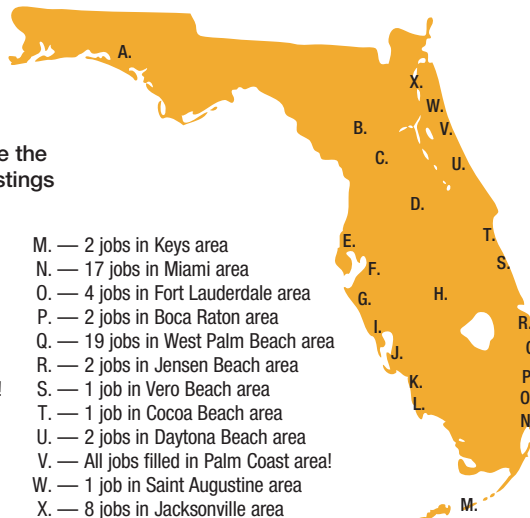 e the
stings
M. — 2 jobs in Keys area
N. — 17 jobs in Miami area
O. — 4 jobs in Fort Lauderdale area
P. — 2 jobs in Boca Raton area
Q. — 19 jobs in West Palm Beach area
R. — 2 jobs in Jensen Beach area
! S. — 1 job in Vero Beach area
T. — 1 job in Cocoa Beach area
U. — 2 jobs in Daytona Beach area
V. — All jobs filled in Palm Coast area!
W. — 1 job in Saint Augustine area
X. — 8 jobs in Jacksonville area
A.
X.
W.
B.
V.
C.
U.
D.
E.
T.
F.
S.
G.
H.
I.
R.
J.
K.
P
L.
O
N
M.